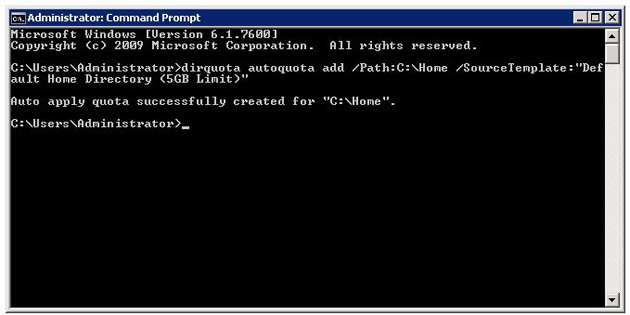 Administrator: Command Prompt
Microsoft Windows [Version 6.1.7600]
Copyright (c) 2009 Microsoft Corporation.  All rights reserved.
C:\Users\Administrator>dirquota autoquota add /Path:C:\Home /SourceTemplate:"Def
ault Home Directory (5GB Limit)"
Auto apply quota successfully created for "C:\Home".
C:\Users\Administrator>_